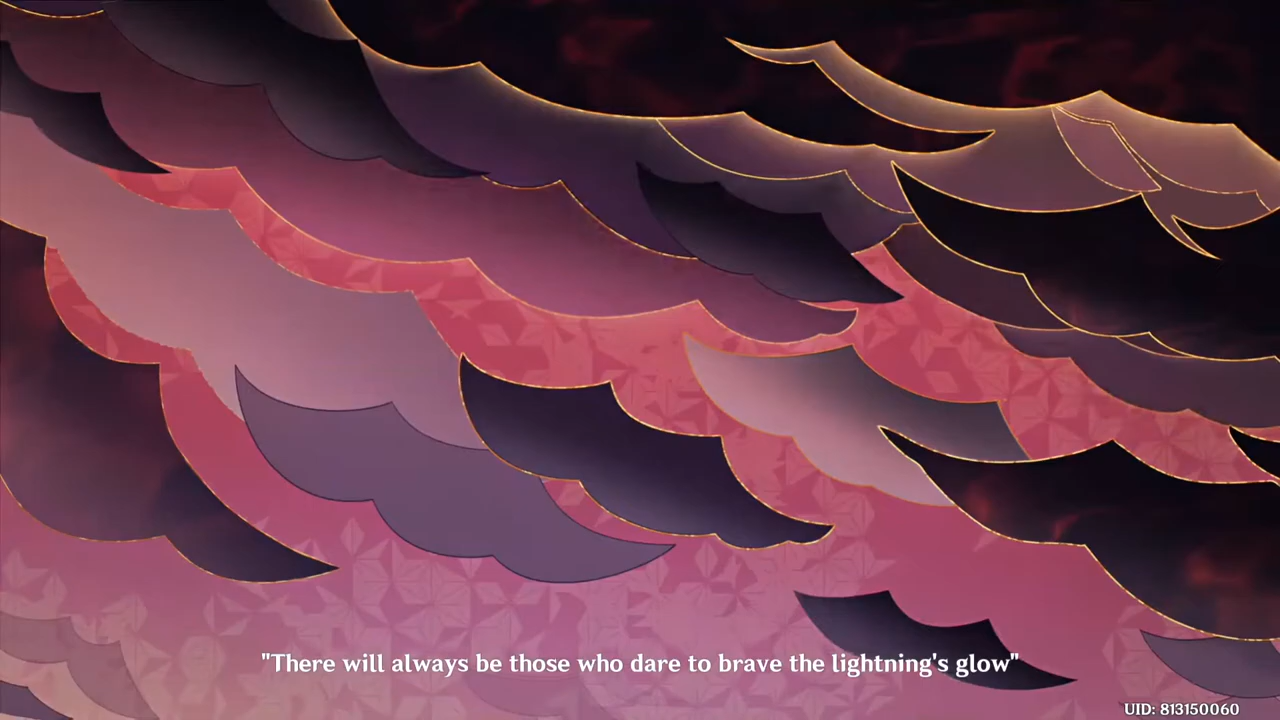 "There will always be those who dare to brave the lightning's glow"
UID: 813150060